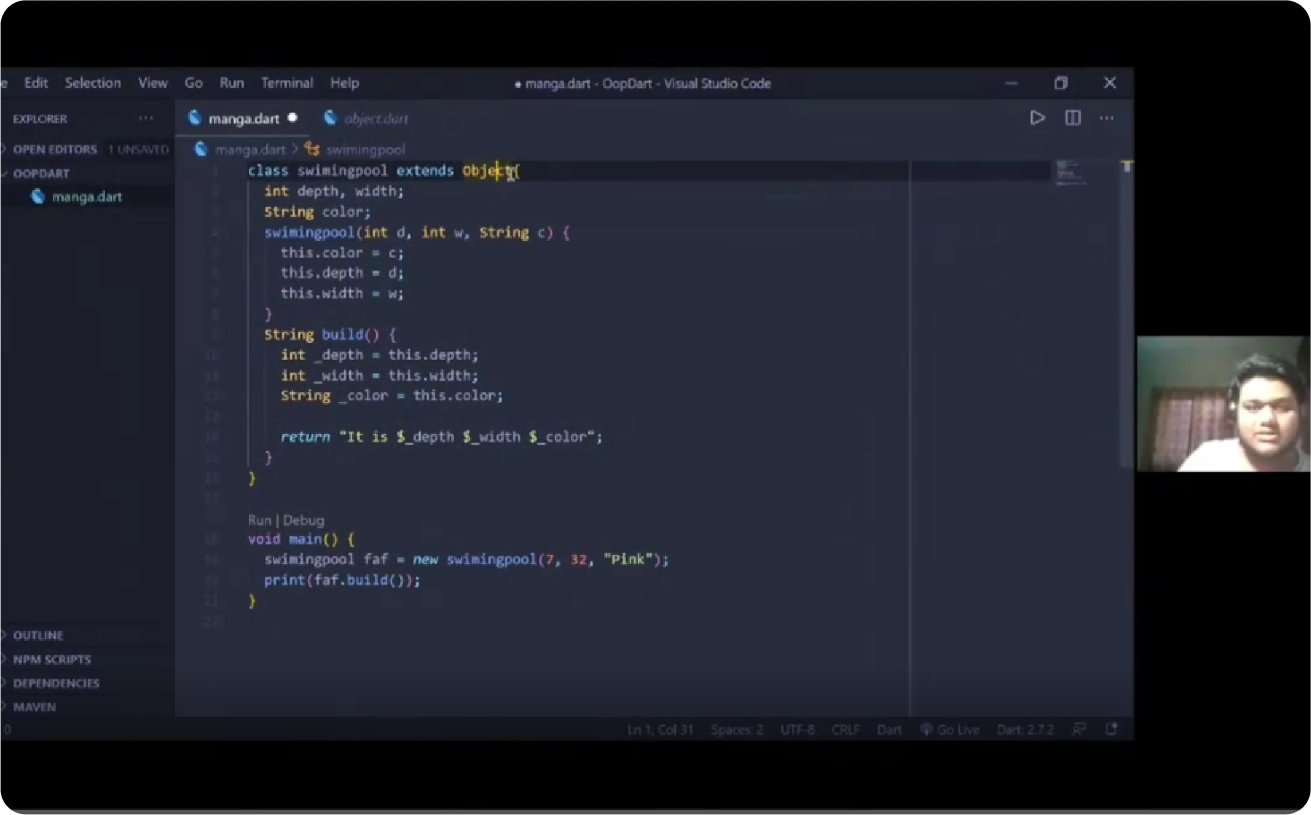 e Edit Selection View Go Run Terminal Help
● manga.dart - OopDart - Visual Studio Code
EXPLORER
OPEN EDITORS 1 UNSAVED
OOPDART
manga.dart
manga.dart ●
object.dart
manga.dart > swimingpool
class swimingpool extends Object{
int depth, width;
String color;
swimingpool(int d, int w, String c) {
this.color = c;
this.depth = d;
this.width = w;
}
String build() {
int _depth = this.depth;
int _width = this.width;
String _color = this.color;
return "It is $_depth $_width $_color";
}
}
Run | Debug
void main() {
swimingpool faf = new swimingpool(7, 32, "Pink");
print(faf.build());
}
OUTLINE
NPM SCRIPTS
DEPENDENCIES
MAVEN
0
Ln 1, Col 31 Spaces: 2 UTF-8 CRLF Dart Go Live Dart: 2.7.2